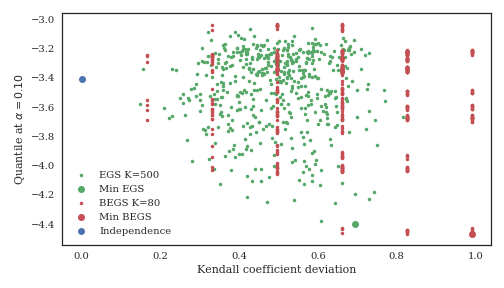 −3.0
−3.2
−3.4
−3.6
−3.8
−4.0
−4.2
−4.4
Quantile at α = 0.10
EGS K=500
Min EGS
BEGS K=80
Min BEGS
Independence
0.0 0.2 0.4 0.6 0.8 1.0
Kendall coefficient deviation